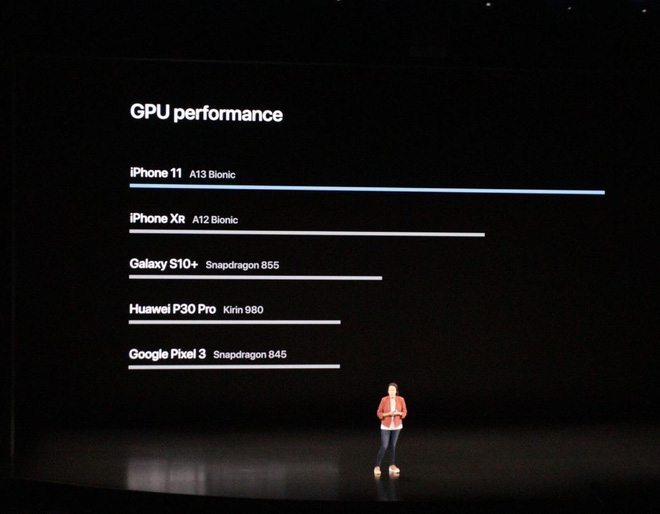 GPU performance
iPhone 11 A13 Bionic
iPhone XR A12 Bionic
Galaxy S10+ Snapdragon 855
Huawei P30 Pro Kirin 980
Google Pixel 3 Snapdragon 845